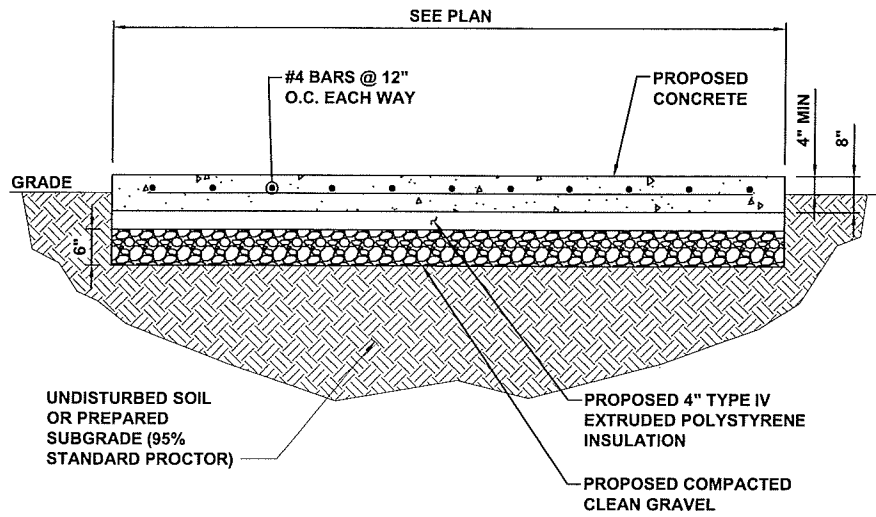 SEE PLAN
#4 BARS @ 12"
O.C. EACH WAY
PROPOSED
CONCRETE
4" MIN
8"
GRADE
6"
UNDISTURBED SOIL
OR PREPARED
SUBGRADE (95%
STANDARD PROCTOR)
PROPOSED 4" TYPE IV
EXTRUDED POLYSTYRENE
INSULATION
PROPOSED COMPACTED
CLEAN GRAVEL